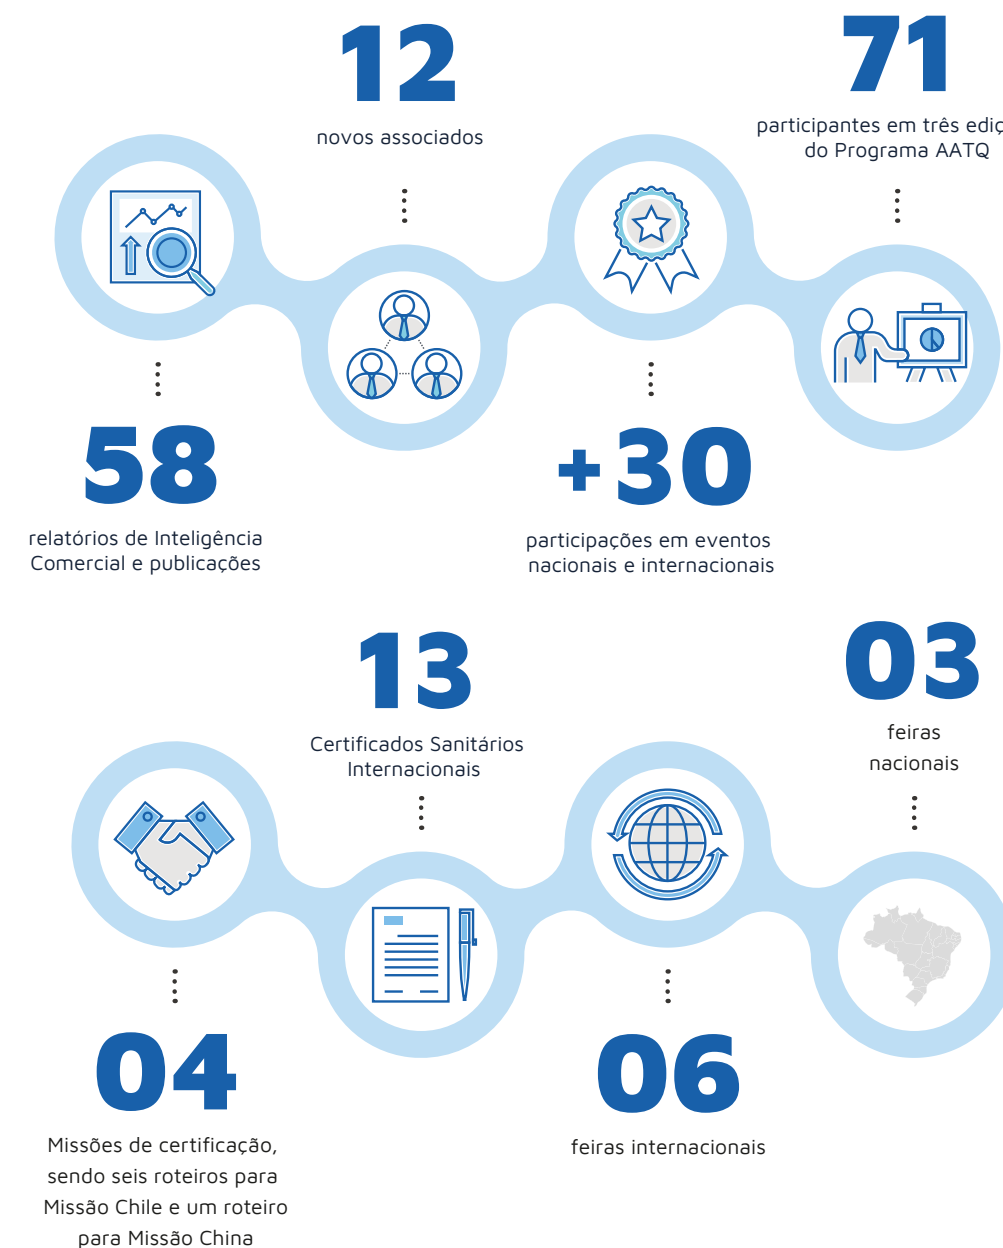 12
novos associados
71
participantes em três
do Programa AATQ
58
relatórios de Inteligência
Comercial e publicações
+30
participações em eventos
nacionais e internacionais
13
Certificados Sanitários
Internacionais
03
feiras
nacionais
04
Missões de certificação,
sendo seis roteiros para
Missão Chile e um roteiro
para Missão China
06
feiras internacionais